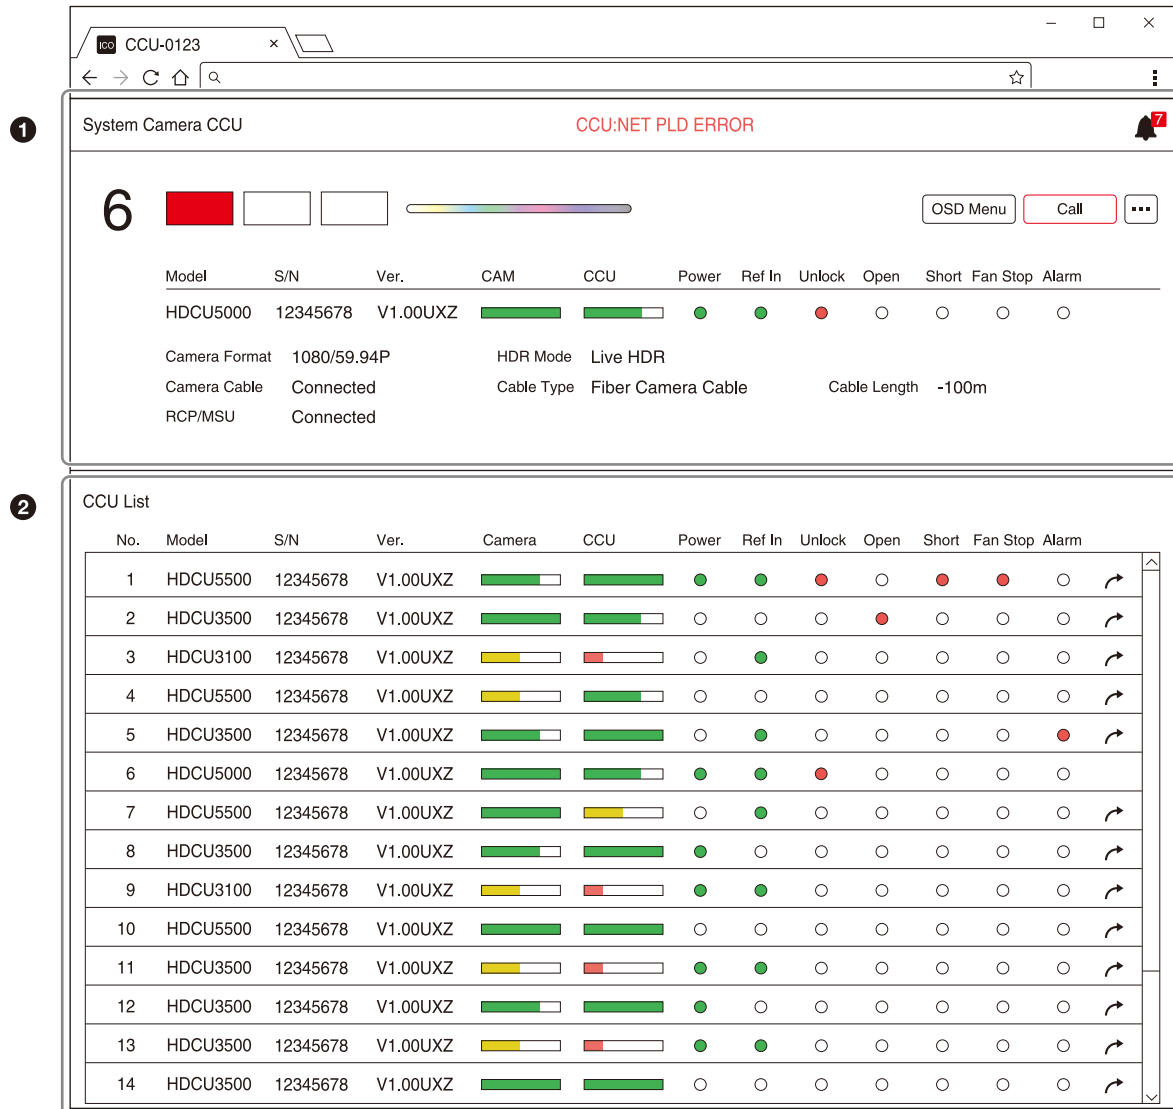 ICO CCU-0123 ×
1
System Camera CCU CCU:NET PLD ERROR 7
6 OSD Menu Call
Model S/N Ver. CAM CCU Power Ref In Unlock Open Short Fan Stop Alarm
HDCU5000 12345678 V1.00UXZ
Camera Format 1080/59.94P HDR Mode Live HDR
Camera Cable Connected Cable Type Fiber Camera Cable Cable Length -100m
RCP/MSU Connected
2
CCU List
No. Model S/N Ver. Camera CCU Power Ref In Unlock Open Short Fan Stop Alarm
1 HDCU5500 12345678 V1.00UXZ
2 HDCU3500 12345678 V1.00UXZ
3 HDCU3100 12345678 V1.00UXZ
4 HDCU5500 12345678 V1.00UXZ
5 HDCU3500 12345678 V1.00UXZ
6 HDCU5000 12345678 V1.00UXZ
7 HDCU5500 12345678 V1.00UXZ
8 HDCU3500 12345678 V1.00UXZ
9 HDCU3100 12345678 V1.00UXZ
10 HDCU5500 12345678 V1.00UXZ
11 HDCU3500 12345678 V1.00UXZ
12 HDCU3500 12345678 V1.00UXZ
13 HDCU3500 12345678 V1.00UXZ
14 HDCU3500 12345678 V1.00UXZ